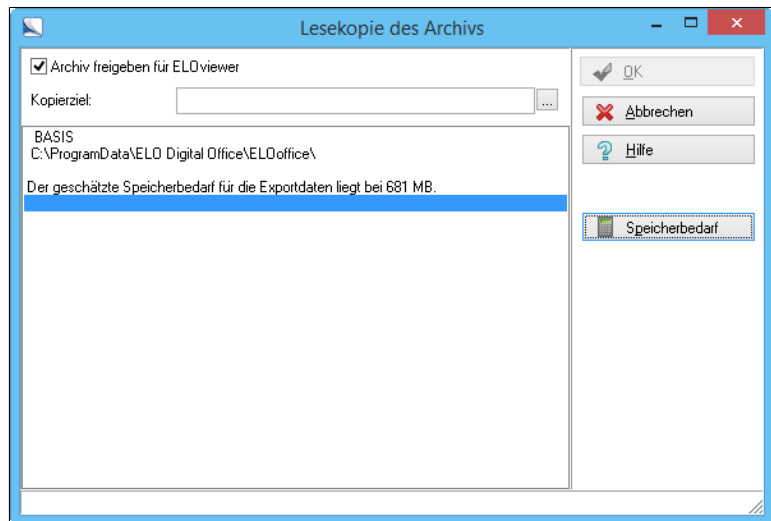 Lesekopie des Archivs
Archiv freigeben für ELOviewer
Kopierziel:
...
BASIS
C:\ProgramData\ELO Digital Office\ELOoffice\
Der geschätzte Speicherbedarf für die Exportdaten liegt bei 681 MB.
OK
Abbrechen
Hilfe
Speicherbedarf